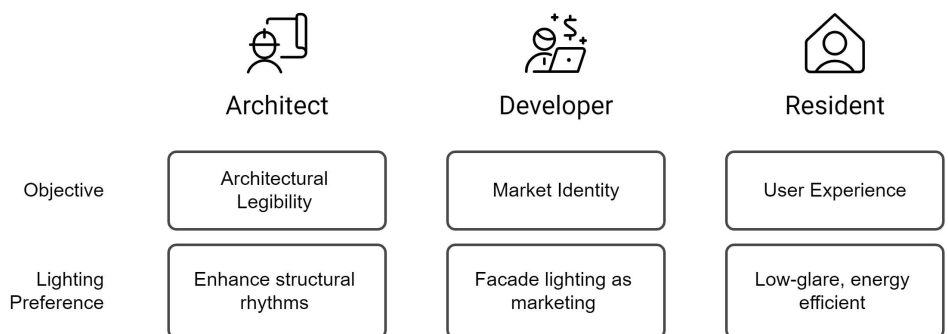 Architect
Developer
Resident
Objective
Architectural
Legibility
Market Identity
User Experience
Lighting
Preference
Enhance structural
rhythms
Facade lighting as
marketing
Low-glare, energy
efficient